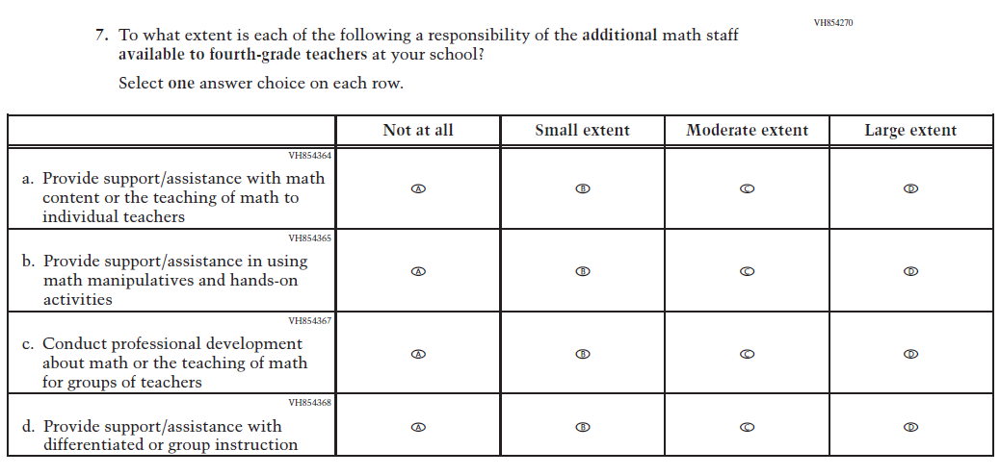 VH854270
7. To what extent is each of the following a responsibility of the additional math staff
available to fourth-grade teachers at your school?
Select one answer choice on each row.
Not at all Small extent Moderate extent Large extent
VH854364
a. Provide support/assistance with math
content or the teaching of math to
individual teachers
A B C D
VH854365
b. Provide support/assistance in using
math manipulatives and hands-on
activities
A B C D
VH854367
c. Conduct professional development
about math or the teaching of math
for groups of teachers
A B C D
VH854368
d. Provide support/assistance with
differentiated or group instruction
A B C D